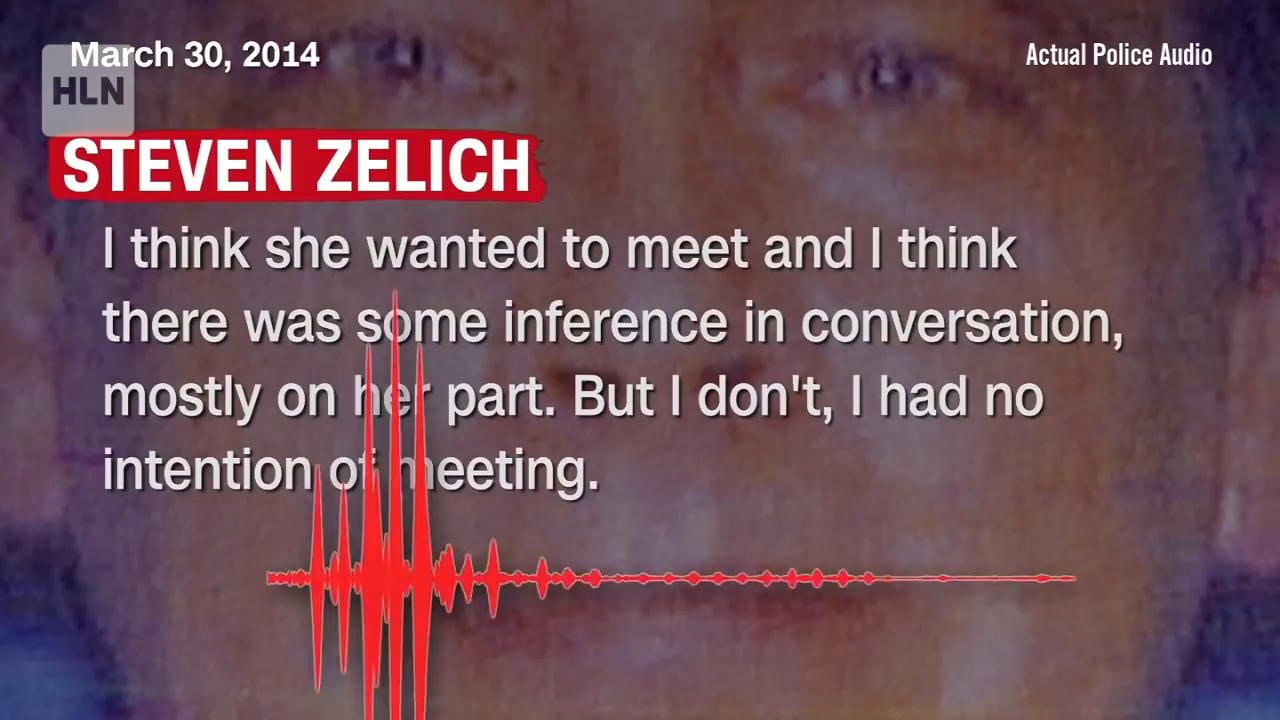 March 30, 2014
Actual Police Audio
HLN
STEVEN ZELICH
I think she wanted to meet and I think
there was some inference in conversation,
mostly on her part. But I don't, I had no
intention of meeting.